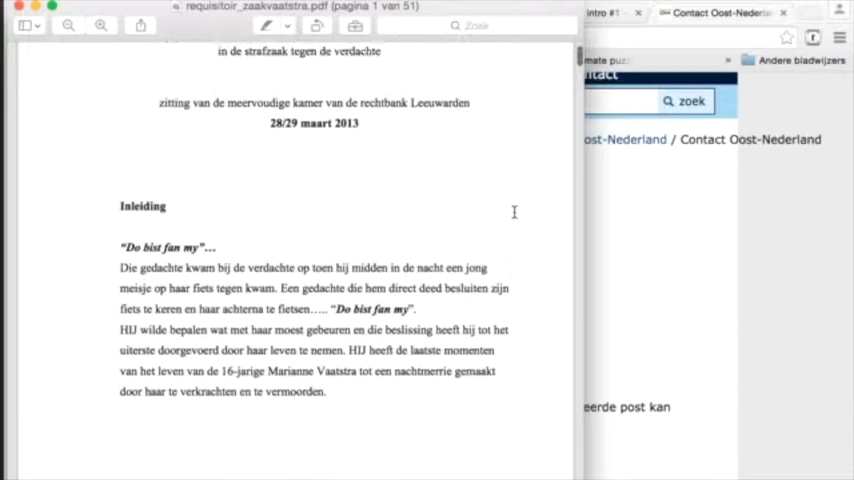 requisitoir_zaakvaatstra.pdf (pagina 1 van 51)
intro #1
Contact Oost-Nederla
Zoek
Andere bladwijzers
in de strafzaak tegen de verdachte
zoek
zitting van de meervoudige kamer van de rechtbank Leeuwarden
28/29 maart 2013
ost-Nederland / Contact Oost-Nederland
Inleiding
“Do bist fan my”...
Die gedachte kwam bij de verdachte op toen hij midden in de nacht een jong
meisje op haar fiets tegen kwam. Een gedachte die hem direct deed besluiten zijn
fiets te keren en haar achterna te fietsen….. “Do bist fan my”.
HIJ wilde bepalen wat met haar moest gebeuren en die beslissing heeft hij tot het
uiterste doorgevoerd door haar leven te nemen. HIJ heeft de laatste momenten
van het leven van de 16-jarige Marianne Vaatstra tot een nachtmerrie gemaakt
door haar te verkrachten en te vermoorden.
eerde post kan